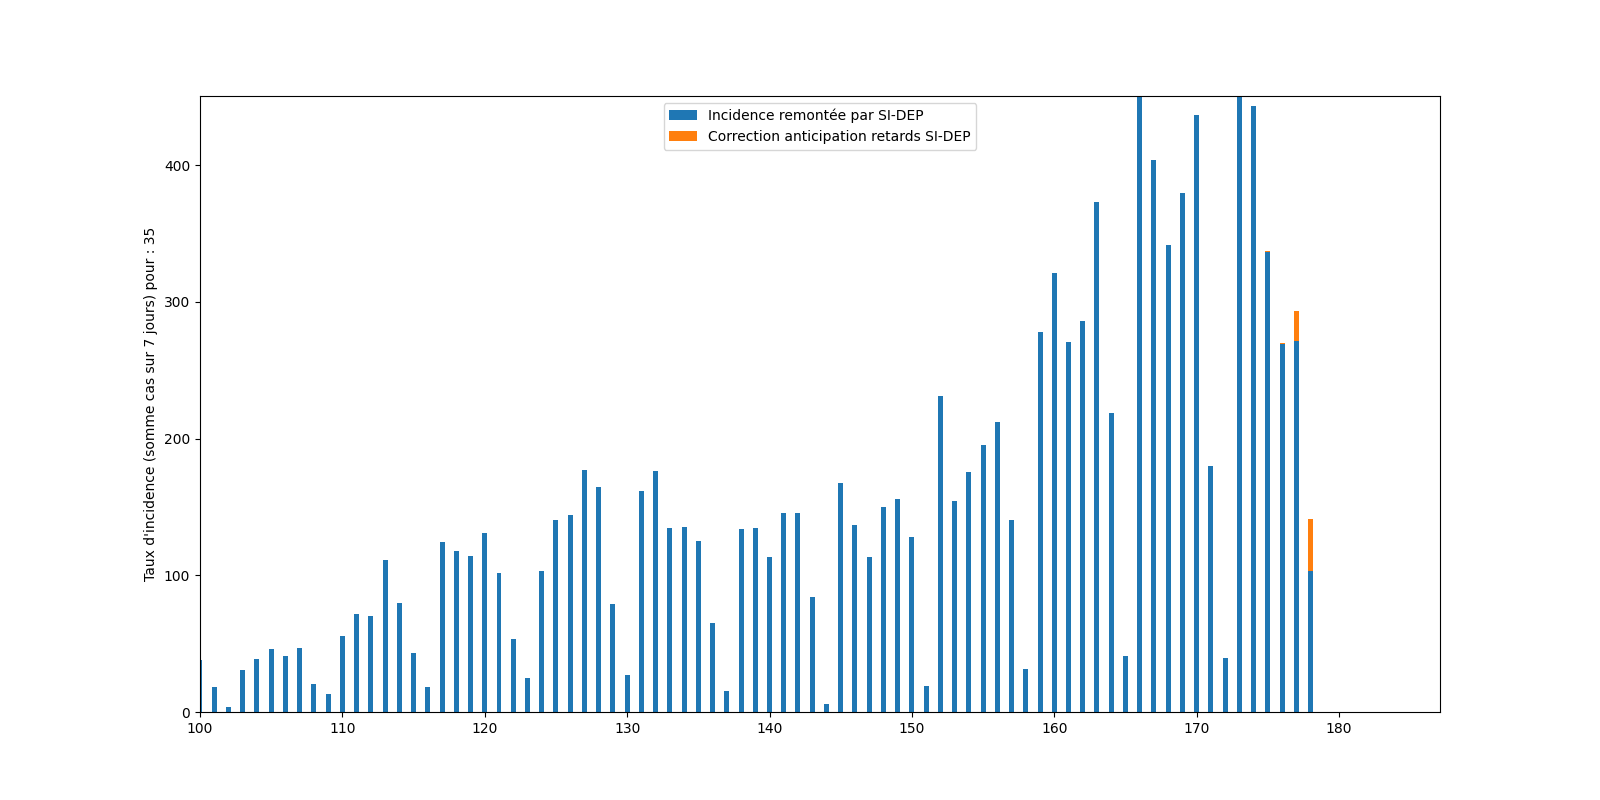 Incidence remontée par SI-DEP
Correction anticipation retards SI-DEP
Taux d'incidence (somme cas sur 7 jours) pour : 35
400
300
200
100
0
100 110 120 130 140 150 160 170 180